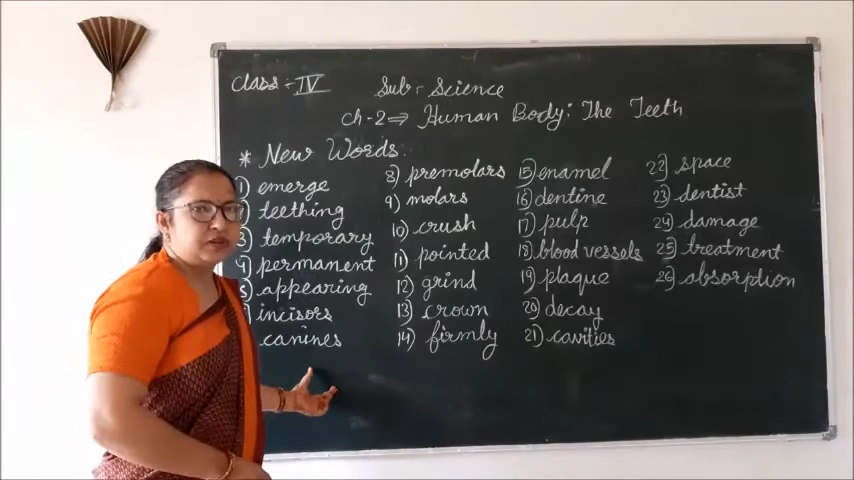 Class :- IV Sub - Science
Ch-2 ⇒ Human Body: The Teeth
* New Words:
1) emerge
2) teething
3) temporary
4) permanent
5) appearing
6) incisors
canines
8) premolars
9) molars
10) crush
11) pointed
12) grind
13) crown
14) firmly
15) enamel
16) dentine
17) pulp
18) blood vessels
19) plaque
20) decay
21) cavities
22) space
23) dentist
24) damage
25) treatment
26) absorption